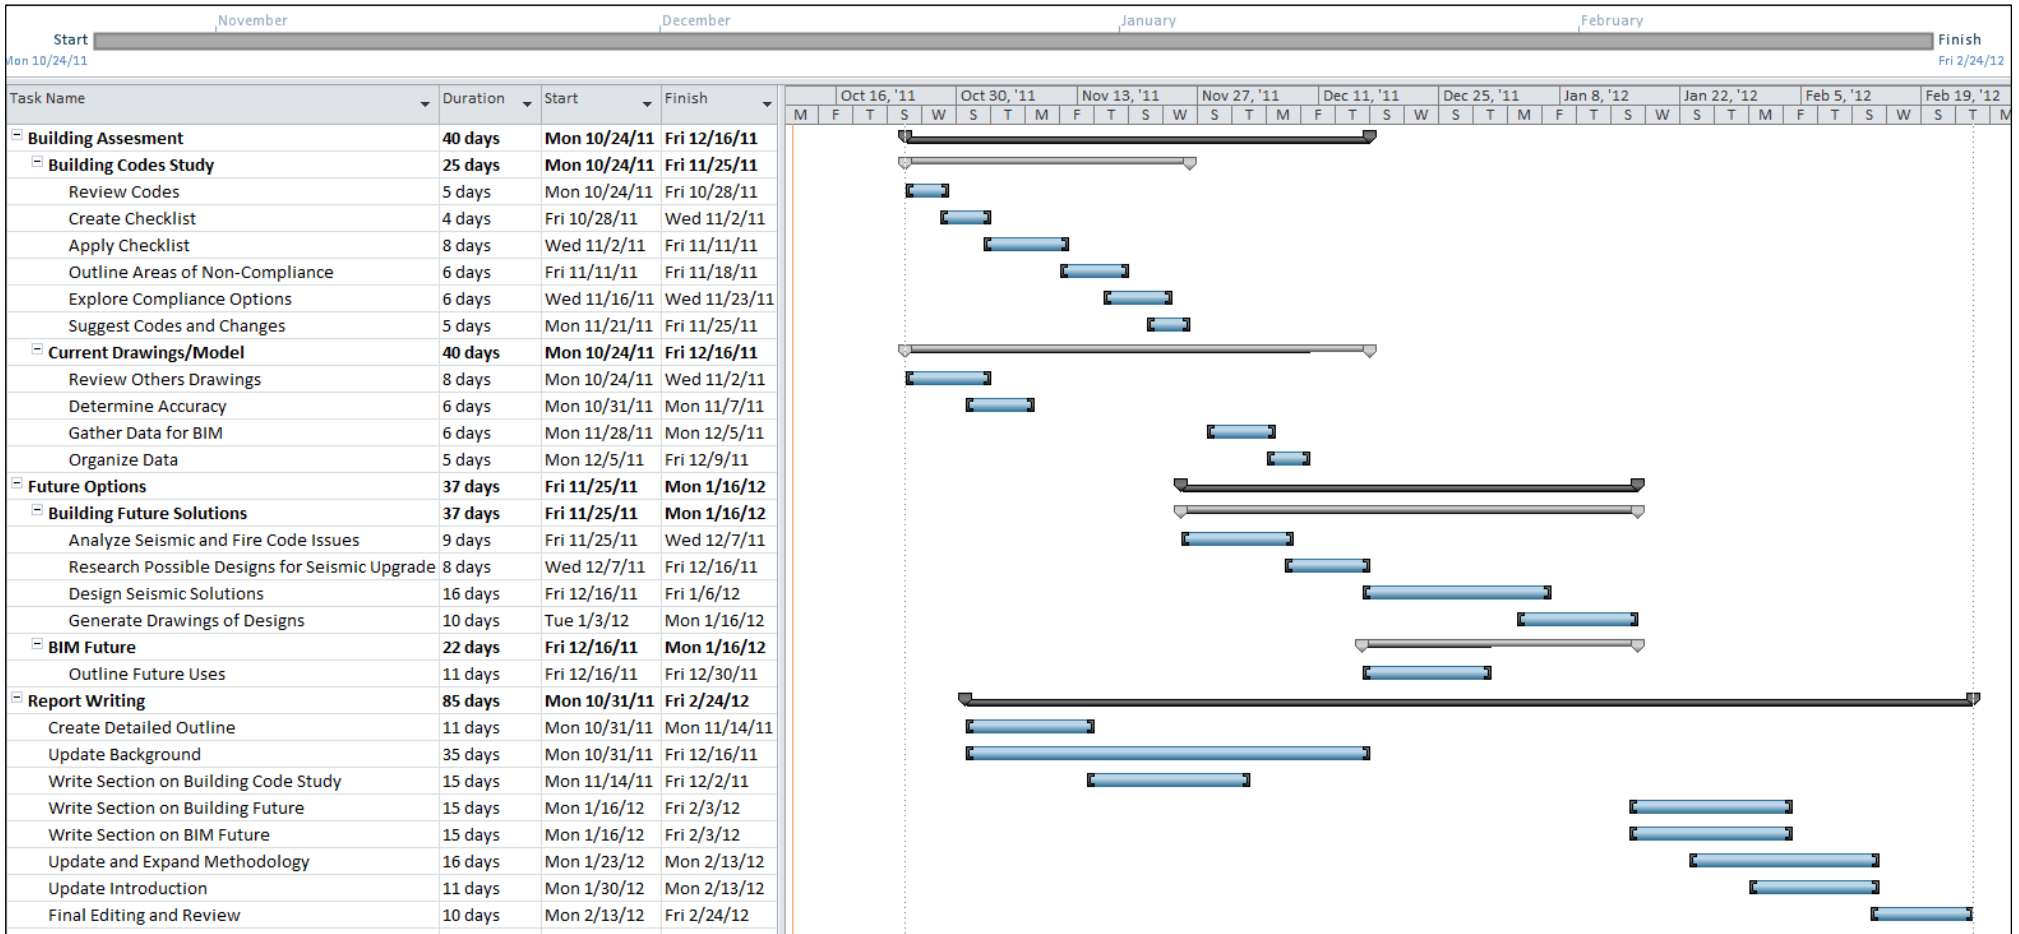 November December January February
Start Finish
Mon 10/24/11 Fri 2/24/12
Task Name Duration Start Finish Oct 16, '11 Oct 30, '11 Nov 13, '11 Nov 27, '11 Dec 11, '11 Dec 25, '11 Jan 8, '12 Jan 22, '12 Feb 5, '12 Feb 19, '12
M F T S W S T M F T S W S T M F T S W S T M F T S W S T M F T S W S T M
Building Assesment 40 days Mon 10/24/11 Fri 12/16/11
Building Codes Study 25 days Mon 10/24/11 Fri 11/25/11
Review Codes 5 days Mon 10/24/11 Fri 10/28/11
Create Checklist 4 days Fri 10/28/11 Wed 11/2/11
Apply Checklist 8 days Wed 11/2/11 Fri 11/11/11
Outline Areas of Non-Compliance 6 days Fri 11/11/11 Fri 11/18/11
Explore Compliance Options 6 days Wed 11/16/11 Wed 11/23/11
Suggest Codes and Changes 5 days Mon 11/21/11 Fri 11/25/11
Current Drawings/Model 40 days Mon 10/24/11 Fri 12/16/11
Review Others Drawings 8 days Mon 10/24/11 Wed 11/2/11
Determine Accuracy 6 days Mon 10/31/11 Mon 11/7/11
Gather Data for BIM 6 days Mon 11/28/11 Mon 12/5/11
Organize Data 5 days Mon 12/5/11 Fri 12/9/11
Future Options 37 days Fri 11/25/11 Mon 1/16/12
Building Future Solutions 37 days Fri 11/25/11 Mon 1/16/12
Analyze Seismic and Fire Code Issues 9 days Fri 11/25/11 Wed 12/7/11
Research Possible Designs for Seismic Upgrade 8 days Wed 12/7/11 Fri 12/16/11
Design Seismic Solutions 16 days Fri 12/16/11 Fri 1/6/12
Generate Drawings of Designs 10 days Tue 1/3/12 Mon 1/16/12
BIM Future 22 days Fri 12/16/11 Mon 1/16/12
Outline Future Uses 11 days Fri 12/16/11 Fri 12/30/11
Report Writing 85 days Mon 10/31/11 Fri 2/24/12
Create Detailed Outline 11 days Mon 10/31/11 Mon 11/14/11
Update Background 35 days Mon 10/31/11 Fri 12/16/11
Write Section on Building Code Study 15 days Mon 11/14/11 Fri 12/2/11
Write Section on Building Future 15 days Mon 1/16/12 Fri 2/3/12
Write Section on BIM Future 15 days Mon 1/16/12 Fri 2/3/12
Update and Expand Methodology 16 days Mon 1/23/12 Mon 2/13/12
Update Introduction 11 days Mon 1/30/12 Mon 2/13/12
Final Editing and Review 10 days Mon 2/13/12 Fri 2/24/12